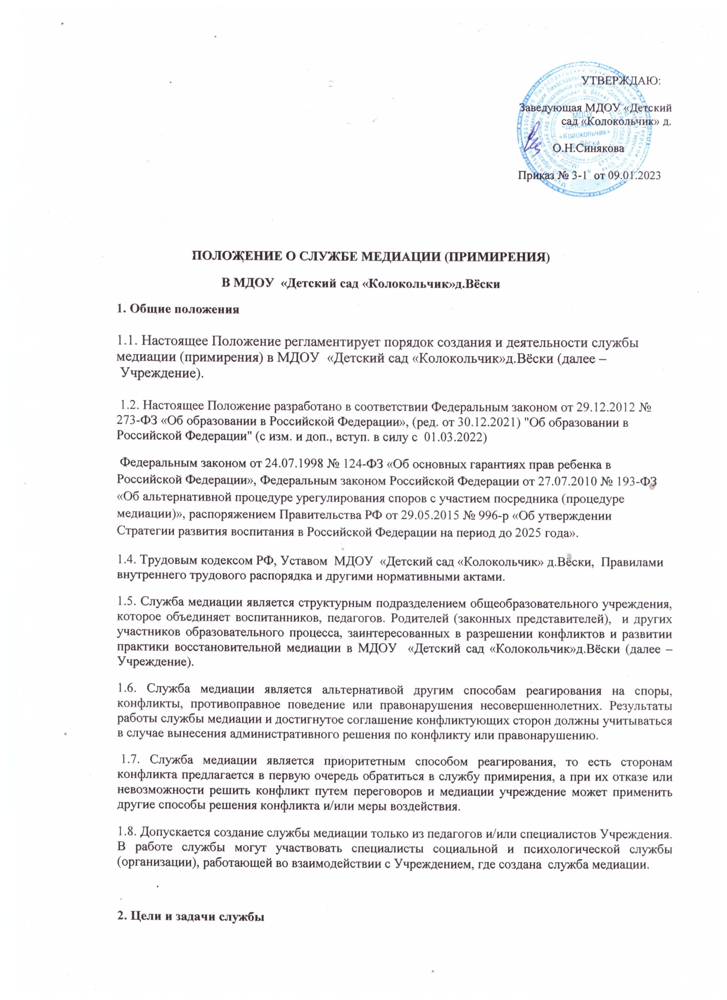 УТВЕРЖДАЮ:
Заведующая МДОУ «Детский
сад «Колокольчик» д.
О.Н.Синякова
Приказ № 3-1 от 09.01.2023
МДОУ
«Детский сад
«Колокольчик»
д. Вёски
ПОЛОЖЕНИЕ О СЛУЖБЕ МЕДИАЦИИ (ПРИМИРЕНИЯ)
В МДОУ «Детский сад «Колокольчик»д.Вёски
1. Общие положения
1.1. Настоящее Положение регламентирует порядок создания и деятельности службы
медиации (примирения) в МДОУ «Детский сад «Колокольчик»д.Вёски (далее –
Учреждение).
1.2. Настоящее Положение разработано в соответствии Федеральным законом от 29.12.2012 №
273-ФЗ «Об образовании в Российской Федерации», (ред. от 30.12.2021) "Об образовании в
Российской Федерации" (с изм. и доп., вступ. в силу с 01.03.2022)
Федеральным законом от 24.07.1998 № 124-ФЗ «Об основных гарантиях прав ребенка в
Российской Федерации», Федеральным законом Российской Федерации от 27.07.2010 № 193-ФЗ
«Об альтернативной процедуре урегулирования споров с участием посредника (процедуре
медиации)», распоряжением Правительства РФ от 29.05.2015 № 996-р «Об утверждении
Стратегии развития воспитания в Российской Федерации на период до 2025 года».
1.4. Трудовым кодексом РФ, Уставом МДОУ «Детский сад «Колокольчик» д.Вёски, Правилами
внутреннего трудового распорядка и другими нормативными актами.
1.5. Служба медиации является структурным подразделением общеобразовательного учреждения,
которое объединяет воспитанников, педагогов. Родителей (законных представителей), и других
участников образовательного процесса, заинтересованных в разрешении конфликтов и развитии
практики восстановительной медиации в МДОУ «Детский сад «Колокольчик»д.Вёски (далее –
Учреждение).
1.6. Служба медиации является альтернативой другим способам реагирования на споры,
конфликты, противоправное поведение или правонарушения несовершеннолетних. Результаты
работы службы медиации и достигнутое соглашение конфликтующих сторон должны учитываться
в случае вынесения административного решения по конфликту или правонарушению.
1.7. Служба медиации является приоритетным способом реагирования, то есть сторонам
конфликта предлагается в первую очередь обратиться в службу примирения, а при их отказе или
невозможности решить конфликт путем переговоров и медиации учреждение может применить
другие способы решения конфликта и/или меры воздействия.
1.8. Допускается создание службы медиации только из педагогов и/или специалистов Учреждения.
В работе службы могут участвовать специалисты социальной и психологической службы
(организации), работающей во взаимодействии с Учреждением, где создана служба медиации.
2. Цели и задачи службы